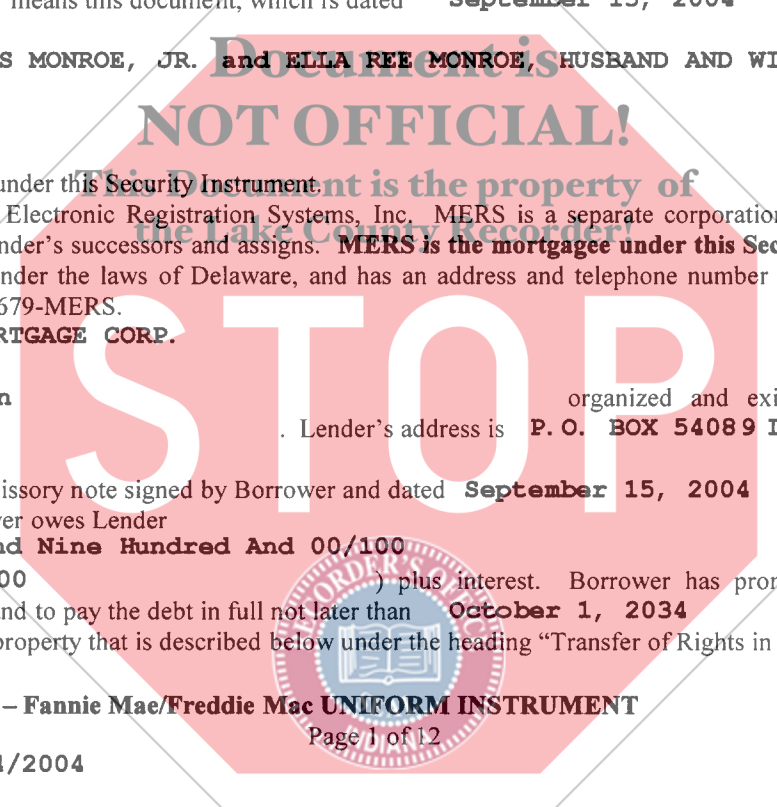 means this document, which is dated September 15, 2004
S MONROE, JR. and ELLA REE MONROE, HUSBAND AND WI
Document is
NOT OFFICIAL!
This Document is the property of
the Lake County Recorder!
under this Security Instrument.
Electronic Registration Systems, Inc. MERS is a separate corporation
nder's successors and assigns. MERS is the mortgagee under this Sec
nder the laws of Delaware, and has an address and telephone number
679-MERS.
RTGAGE CORP.
STOP
n organized and exi
. Lender's address is P.O. BOX 54089 L
issory note signed by Borrower and dated September 15, 2004
ver owes Lender
nd Nine Hundred And 00/100
00 ) plus interest. Borrower has pron
and to pay the debt in full not later than October 1, 2034
property that is described below under the heading "Transfer of Rights in
– Fannie Mae/Freddie Mac UNIFORM INSTRUMENT
Page 1 of 12
INDIANA
/2004